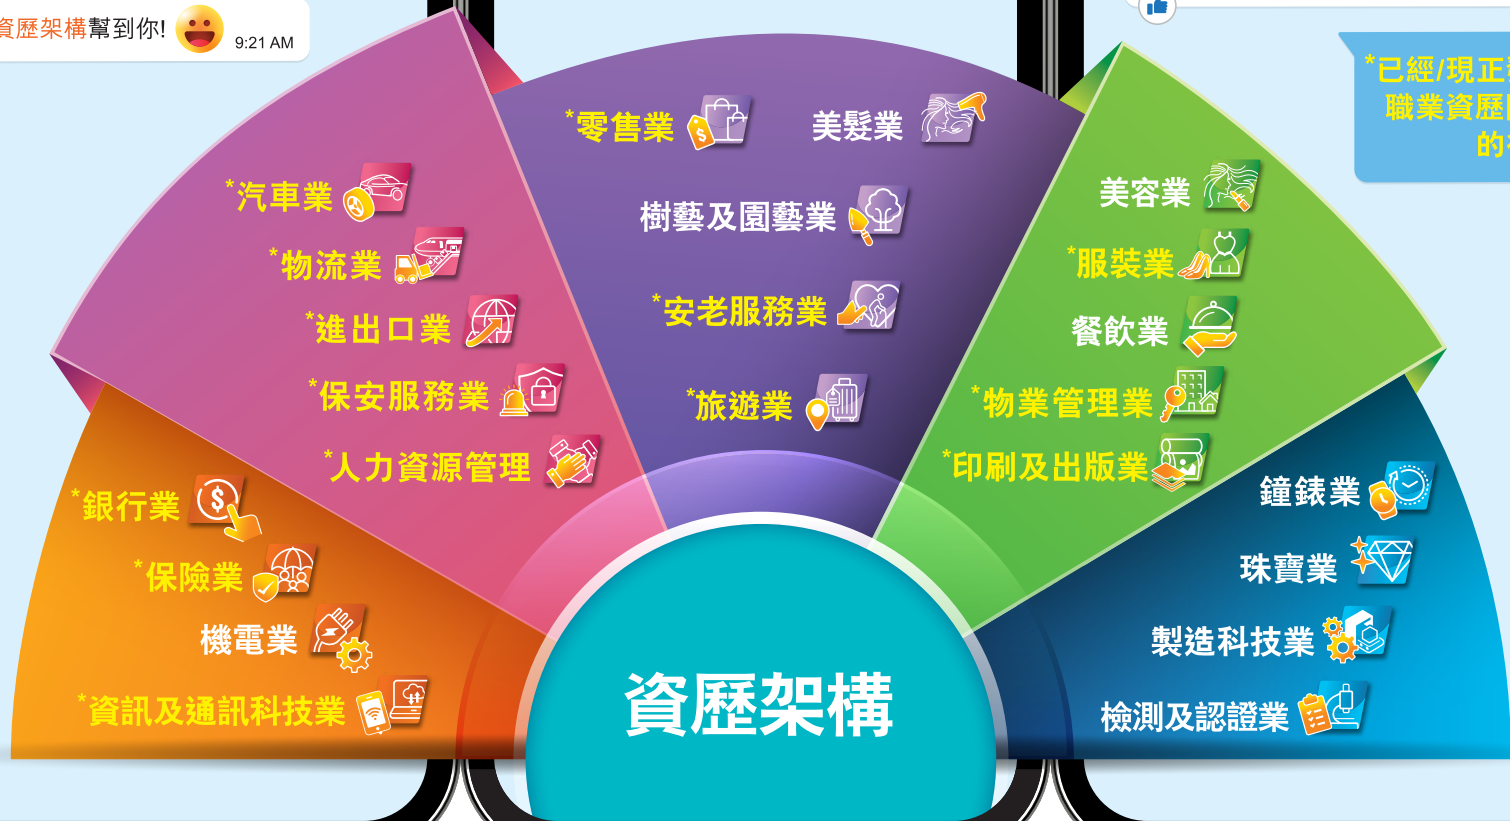 資歷架構幫到你!
9:21 AM
*已經/現正
職業資歷
的
*汽車業
*物流業
*進出口業
*保安服務業
*人力資源管理
*零售業
美髮業
樹藝及園藝業
*安老服務業
*旅遊業
美容業
*服裝業
餐飲業
*物業管理業
*印刷及出版業
*銀行業
*保險業
機電業
*資訊及通訊科技業
鐘錶業
珠寶業
製造科技業
檢測及認證業
資歷架構